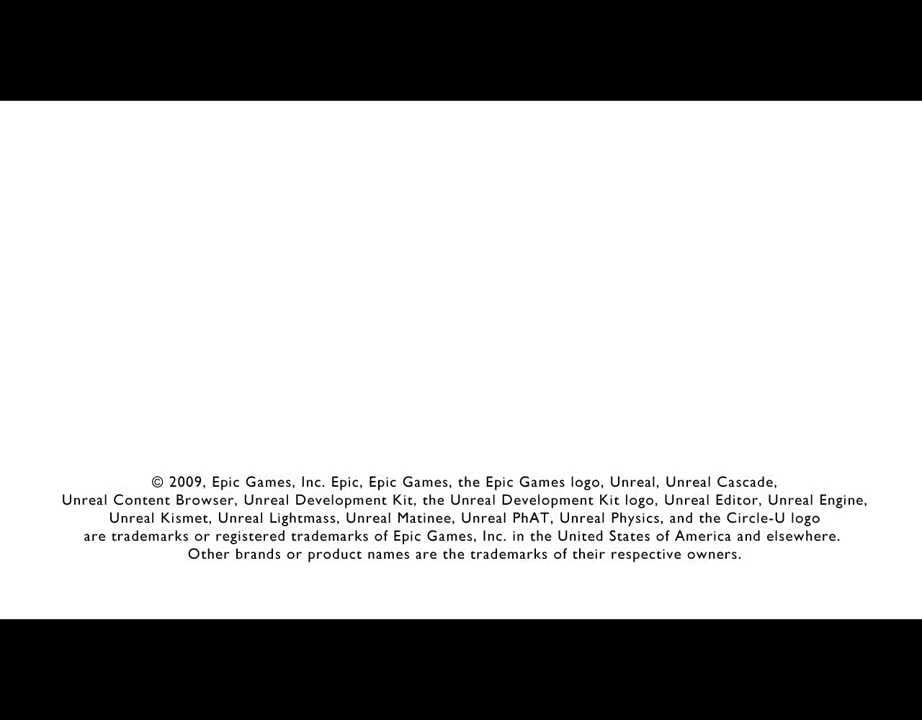 © 2009, Epic Games, Inc. Epic, Epic Games, the Epic Games logo, Unreal, Unreal Cascade,
Unreal Content Browser, Unreal Development Kit, the Unreal Development Kit logo, Unreal Editor, Unreal Engine,
Unreal Kismet, Unreal Lightmass, Unreal Matinee, Unreal PhAT, Unreal Physics, and the Circle-U logo
are trademarks or registered trademarks of Epic Games, Inc. in the United States of America and elsewhere.
Other brands or product names are the trademarks of their respective owners.